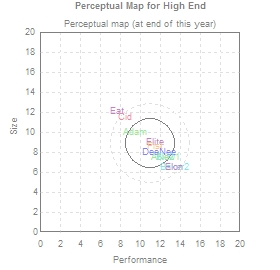 Perceptual Map for High End
Perceptual map (at end of this year)
Size
20
18
16
14
12
10
8
6
4
2
0
Eat
Cid
Adam
Elite
DeeNee
Elon
0 2 4 6 8 10 12 14 16 18 20
Performance